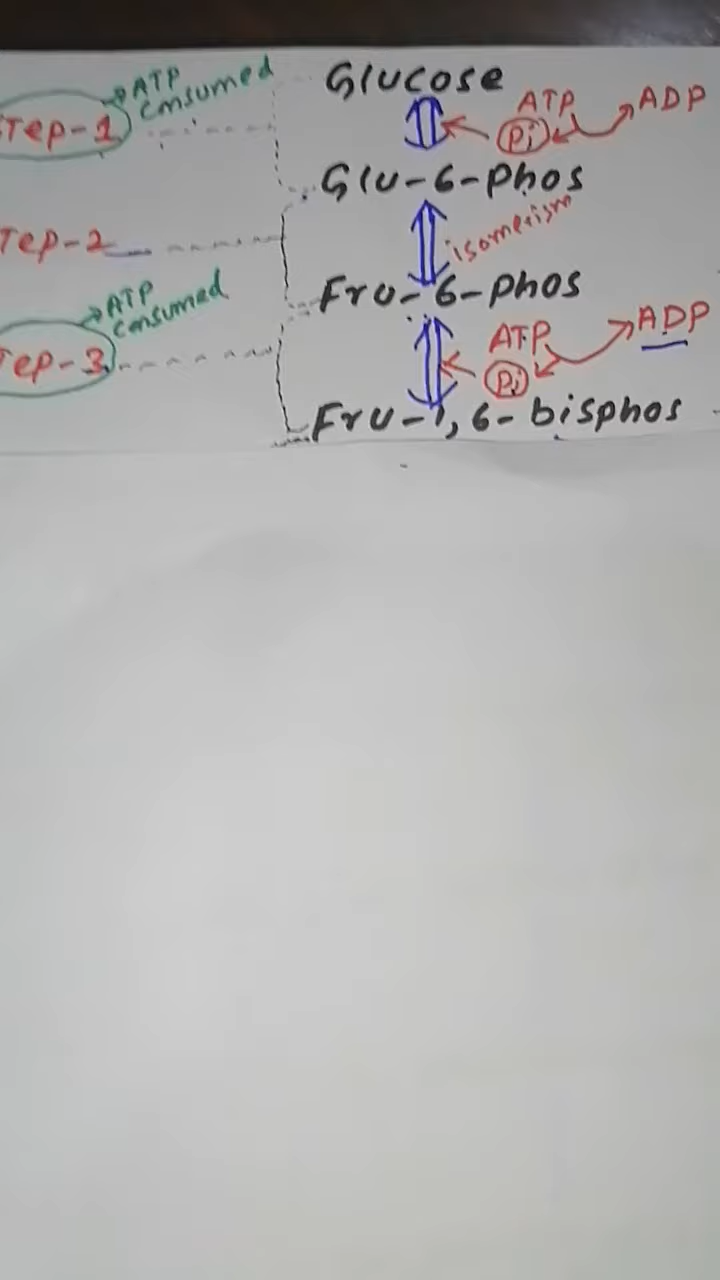 Glucose
ATP consumed
Tep-1
ATP
ADP
Pi
Glu-6-Phos
Tep-2
isomerism
Fru-6-phos
ATP consumed
Tep-3
ATP
ADP
Pi
Fru-1,6-bisphos